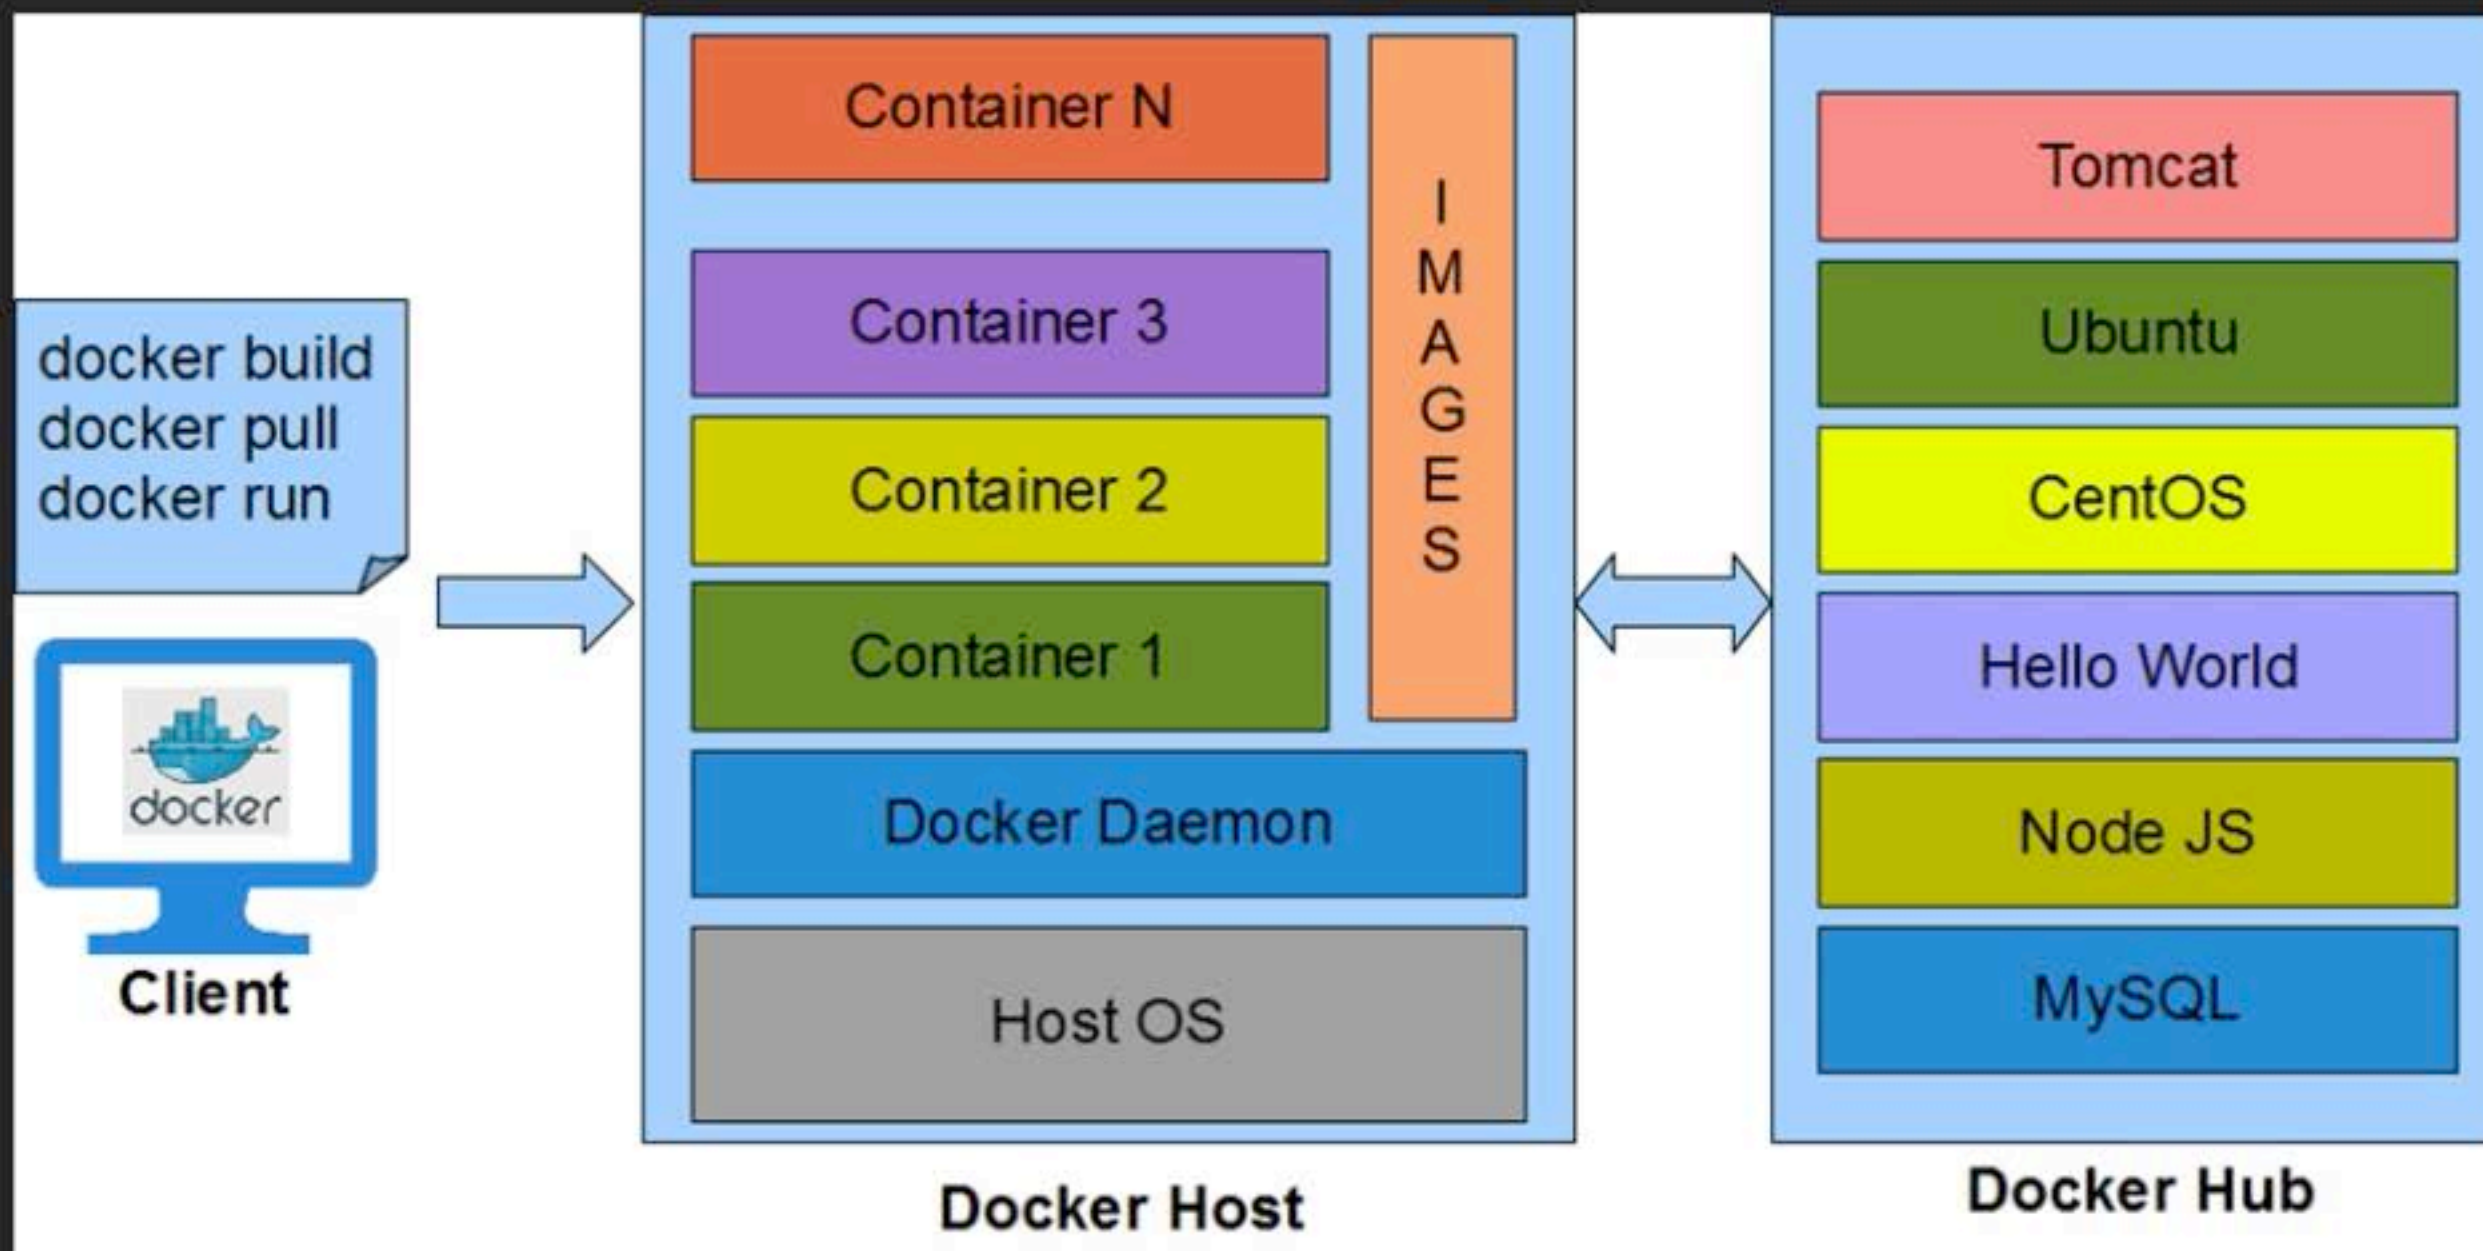 docker build
docker pull
docker run
docker
Client
Container N
Container 3
Container 2
Container 1
I
M
A
G
E
S
Docker Daemon
Host OS
Docker Host
Tomcat
Ubuntu
CentOS
Hello World
Node JS
MySQL
Docker Hub